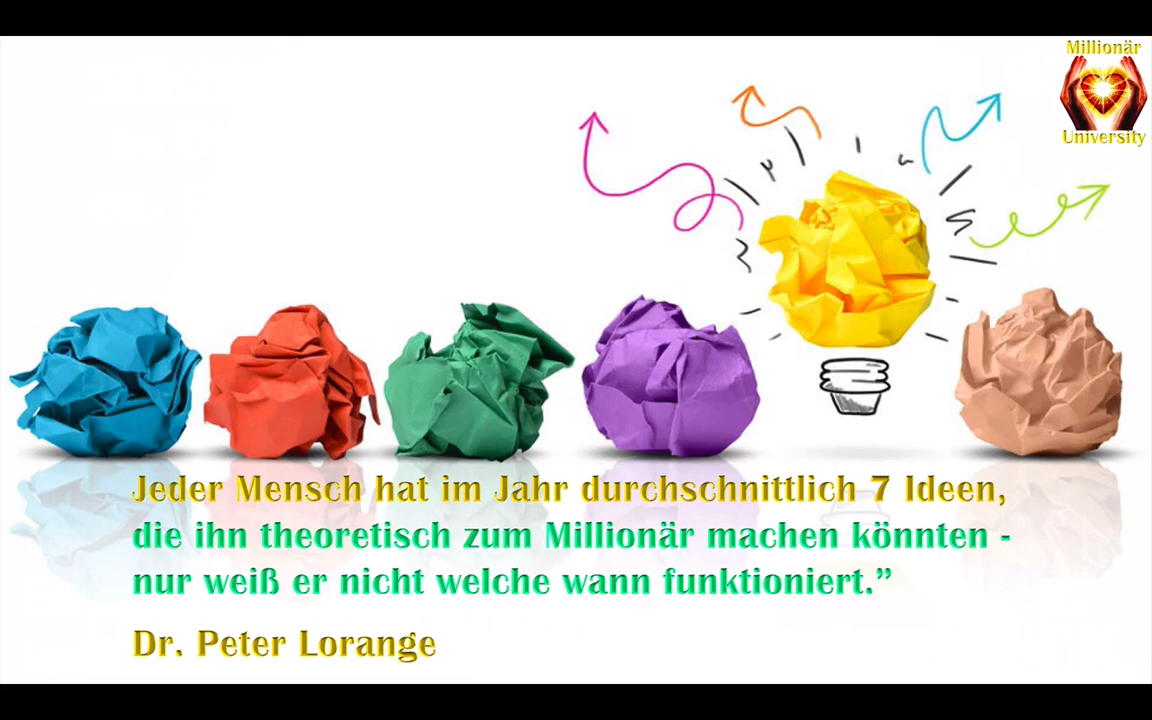 Millionär
University
Jeder Mensch hat im Jahr durchschnittlich 7 Ideen,
die ihn theoretisch zum Millionär machen könnten -
nur weiß er nicht welche wann funktioniert.”
Dr. Peter Lorange